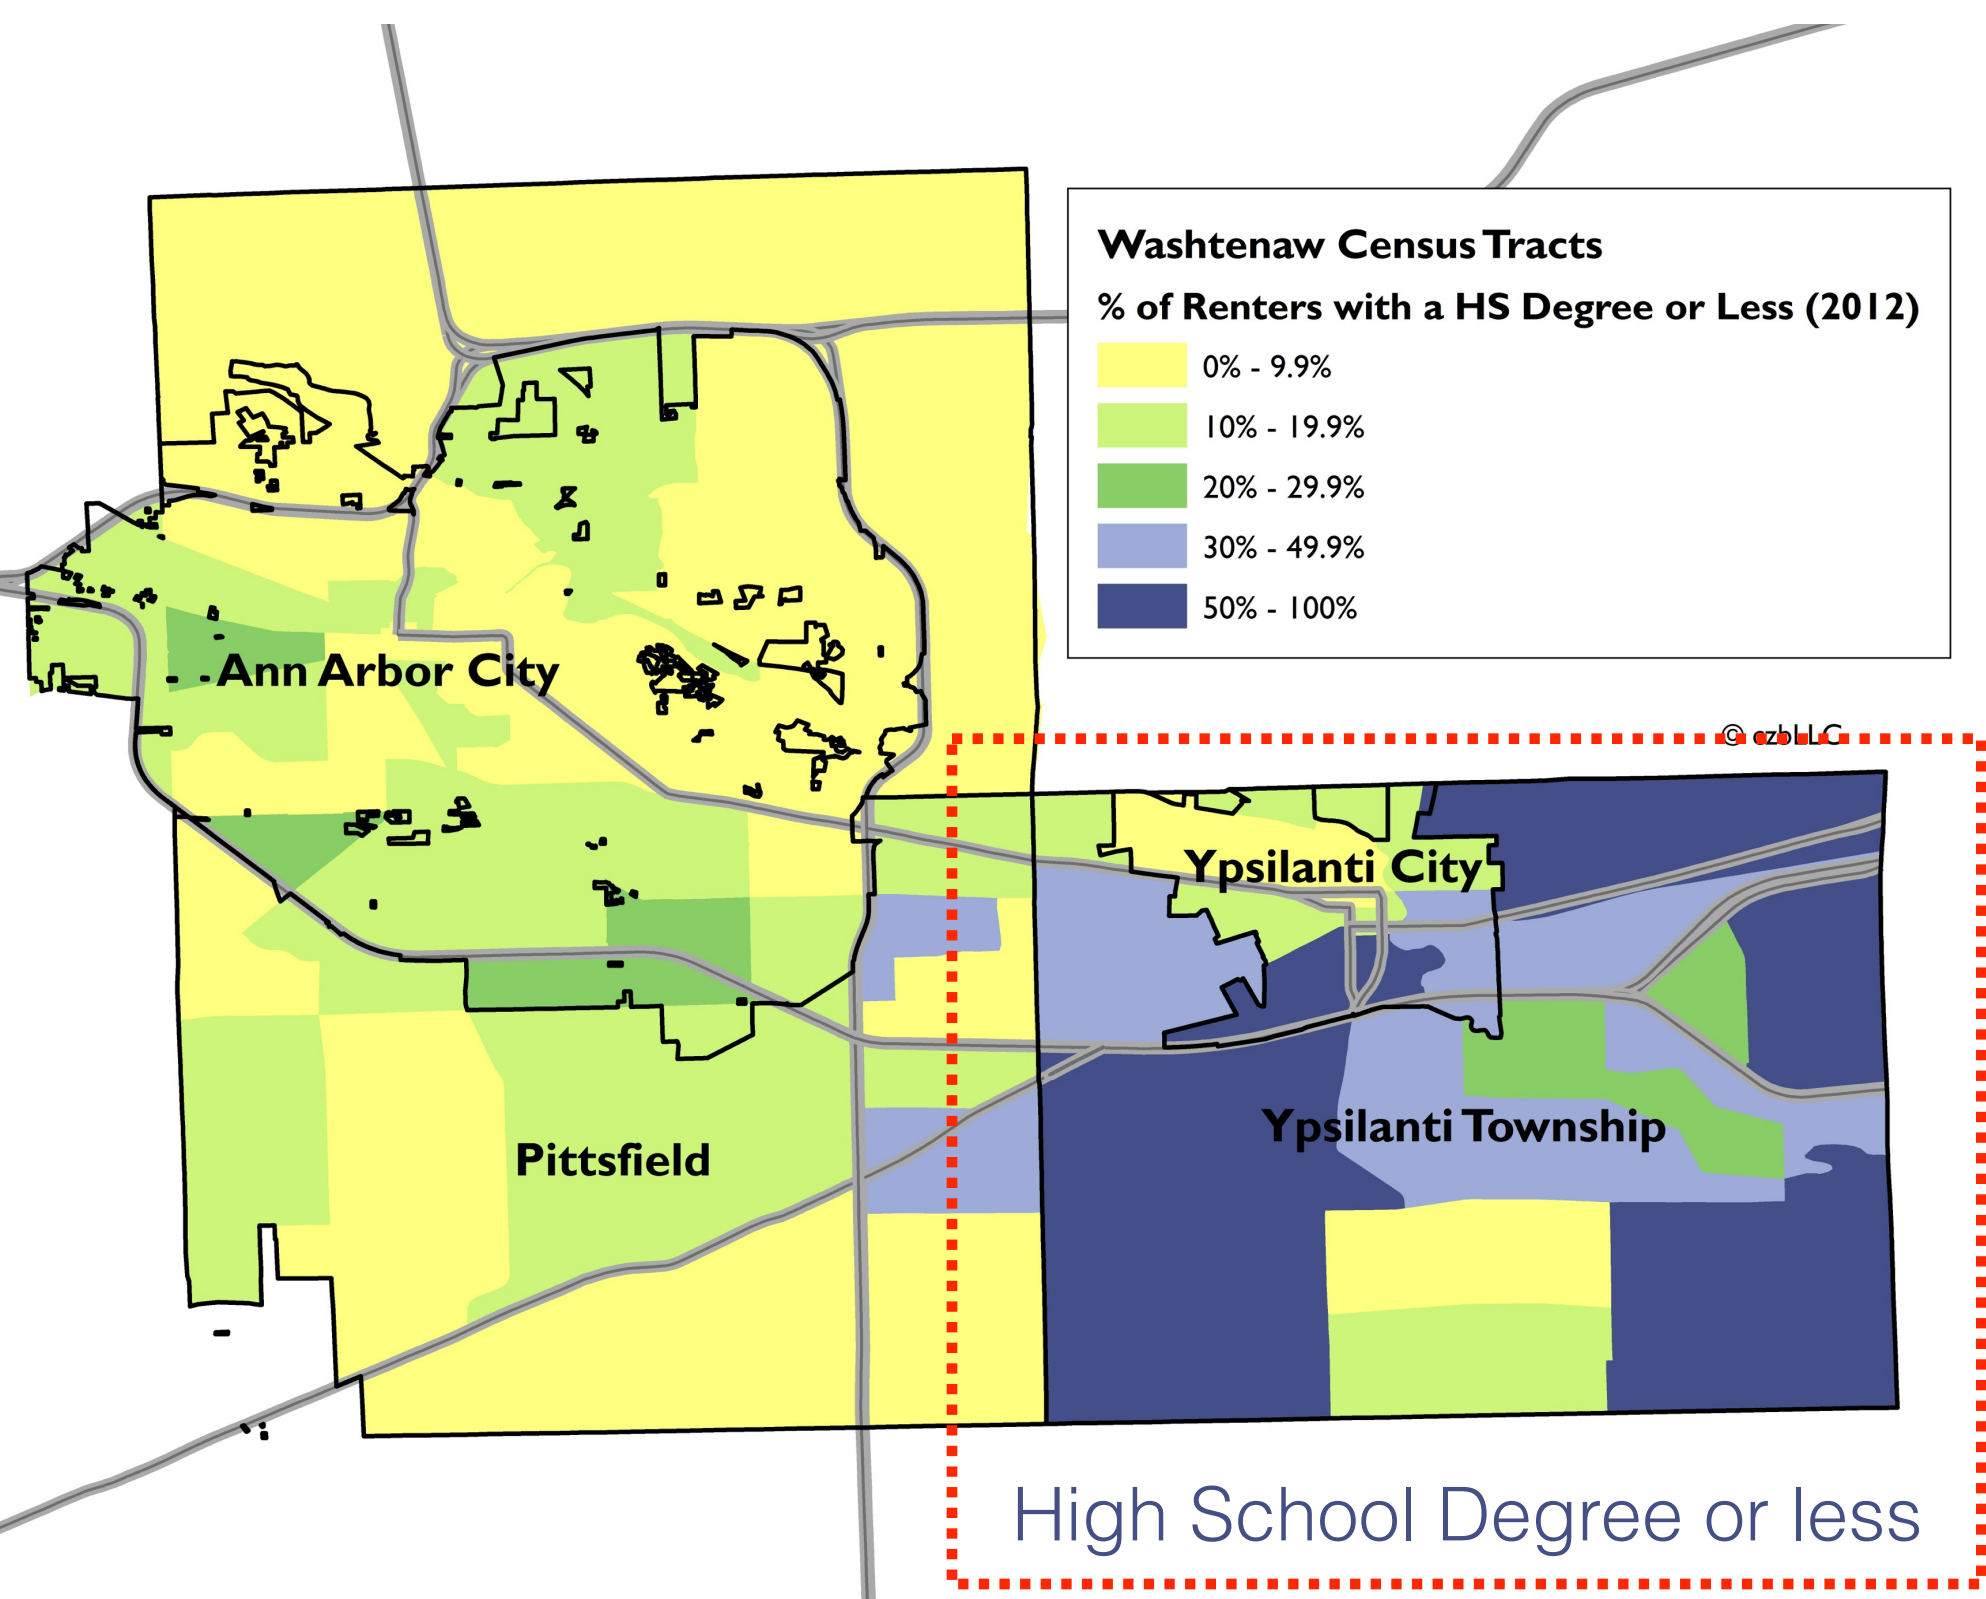 Washtenaw Census Tracts
% of Renters with a HS Degree or Less (2012)
0% - 9.9%
10% - 19.9%
20% - 29.9%
30% - 49.9%
50% - 100%
Ann Arbor City
© czbLLC
Ypsilanti City
Ypsilanti Township
Pittsfield
High School Degree or less